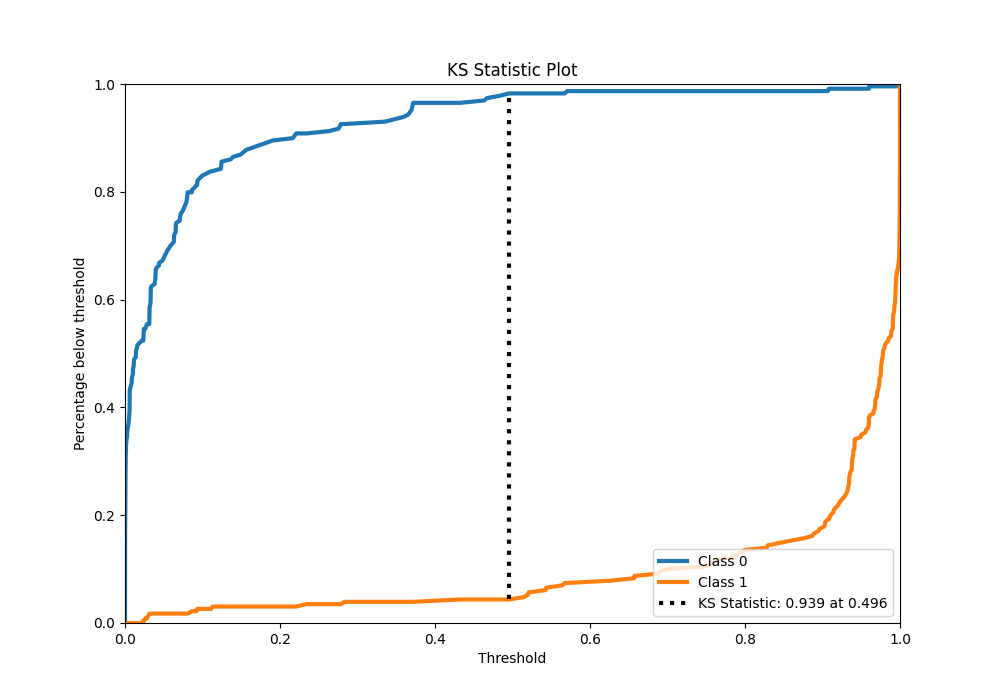 KS Statistic Plot
Percentage below threshold
1.0
0.8
0.6
0.4
0.2
0.0
0.0 0.2 0.4 0.6 0.8 1.0
Threshold
Class 0
Class 1
KS Statistic: 0.939 at 0.496